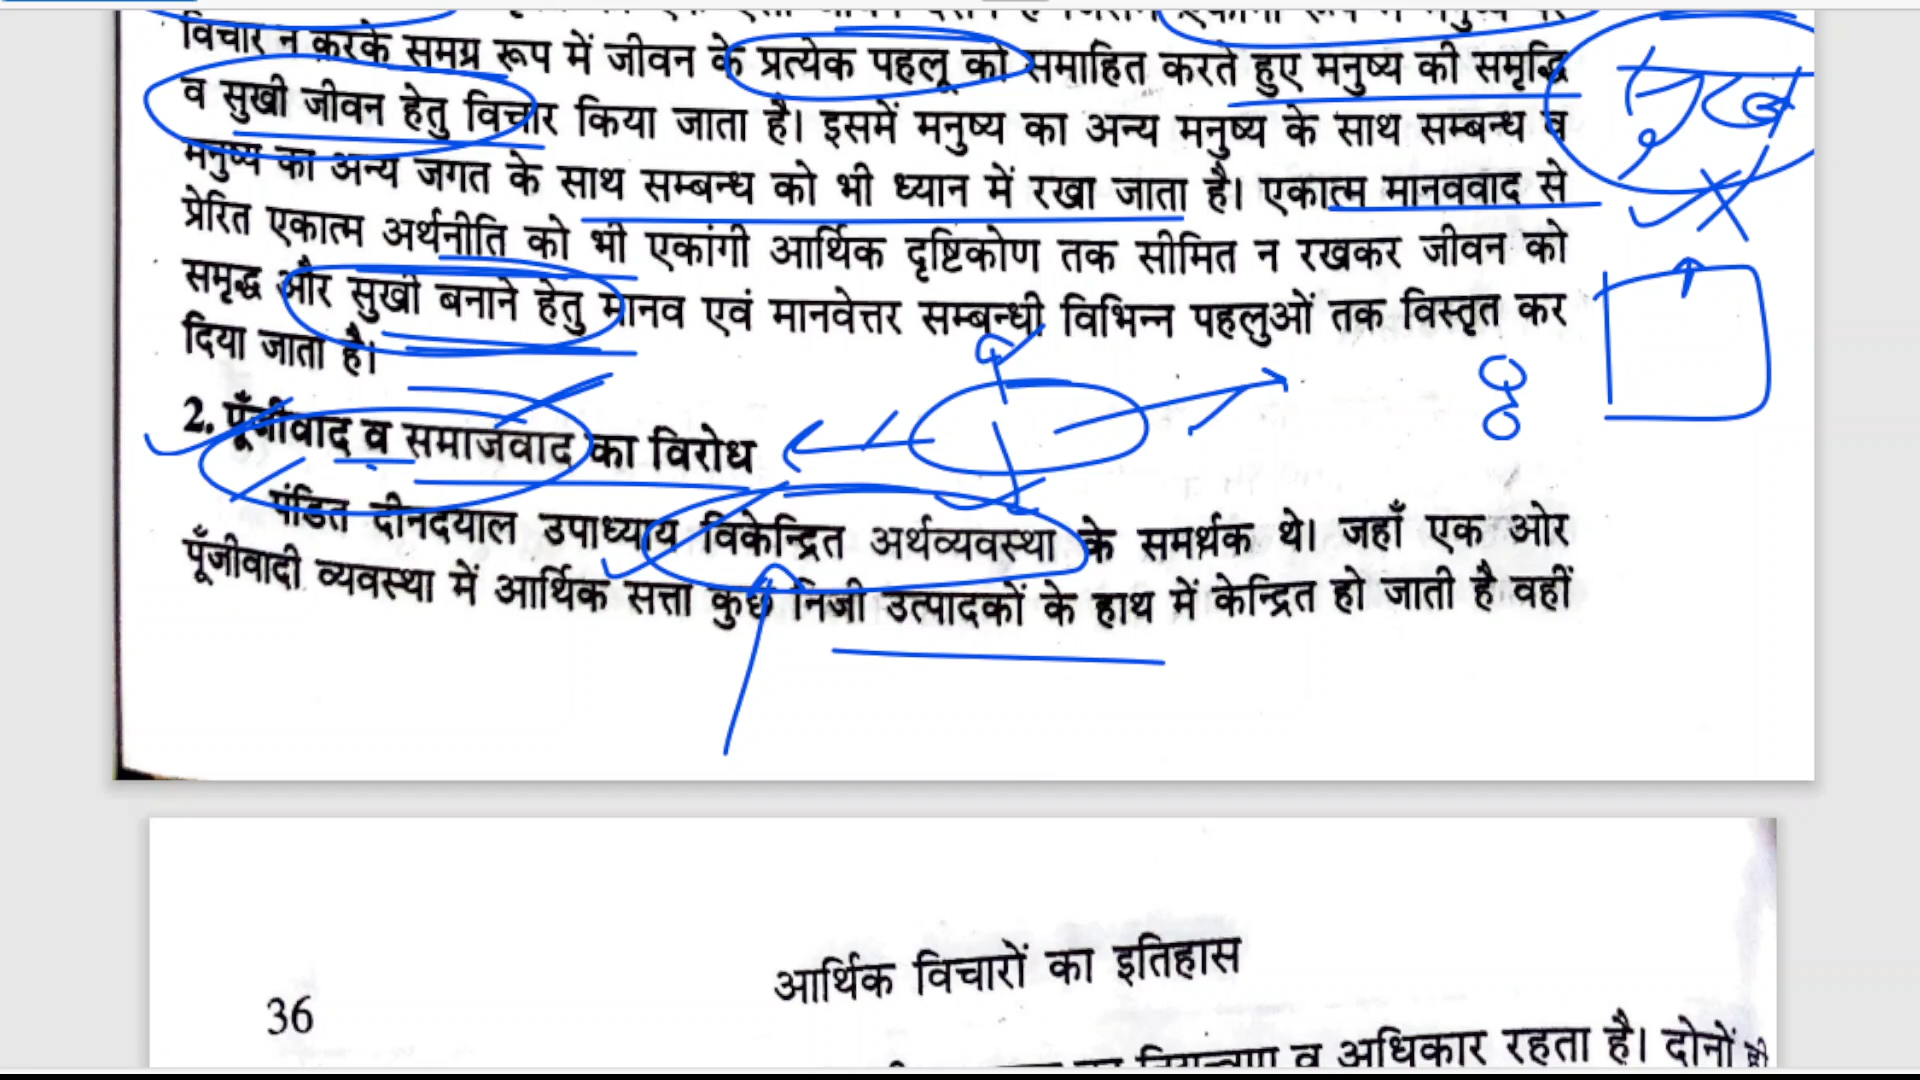 विचार न करके समग्र रूप में जीवन के प्रत्येक पहलू को समाहित करते हुए मनुष्य की समृद्धि
व सुखी जीवन हेतु विचार किया जाता है। इसमें मनुष्य का अन्य मनुष्य के साथ सम्बन्ध व
मनुष्य का अन्य जगत के साथ सम्बन्ध को भी ध्यान में रखा जाता है। एकात्म मानववाद से
प्रेरित एकात्म अर्थनीति को भी एकांगी आर्थिक दृष्टिकोण तक सीमित न रखकर जीवन को
समृद्ध और सुखी बनाने हेतु मानव एवं मानवेत्तर सम्बन्धी विभिन्न पहलुओं तक विस्तृत कर
दिया जाता है।
2. पूँजीवाद व समाजवाद का विरोध
पंडित दीनदयाल उपाध्याय विकेन्द्रित अर्थव्यवस्था के समर्थक थे। जहाँ एक ओर
पूँजीवादी व्यवस्था में आर्थिक सत्ता कुछ निजी उत्पादकों के हाथ में केन्द्रित हो जाती है वहीं
आर्थिक विचारों का इतिहास
36
व अधिकार रहता है। दोनों ही